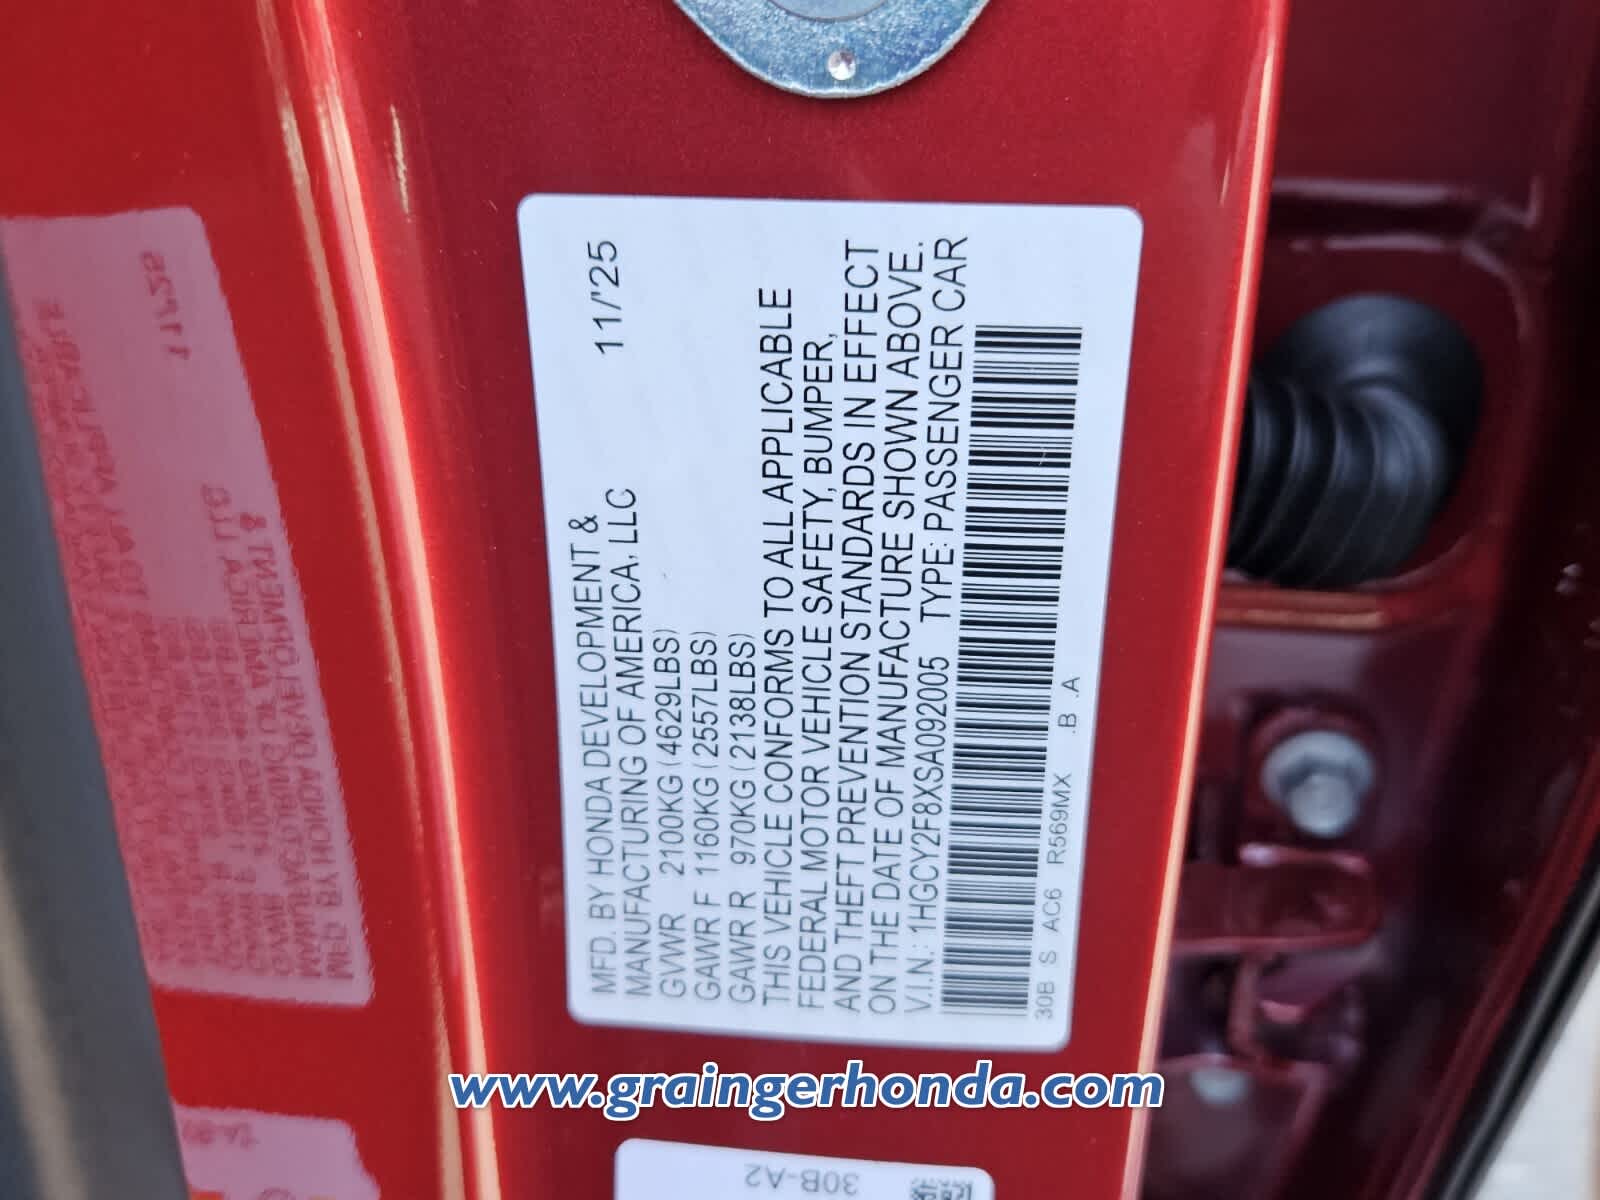 11/'25
MFD. BY HONDA DEVELOPMENT &
MANUFACTURING OF AMERICA, LLC
GVWR 2100KG (4629LBS)
GAWR F 1160KG (2557LBS)
GAWR R 970KG (2138LBS)
THIS VEHICLE CONFORMS TO ALL APPLICABLE
FEDERAL MOTOR VEHICLE SAFETY, BUMPER,
AND THEFT PREVENTION STANDARDS IN EFFECT
ON THE DATE OF MANUFACTURE SHOWN ABOVE.
V.I.N.: 1HGCY2F8XSA092005 TYPE: PASSENGER CAR
30B S AC6 R569MX .B .A
www.graingerhonda.com
30B-A2